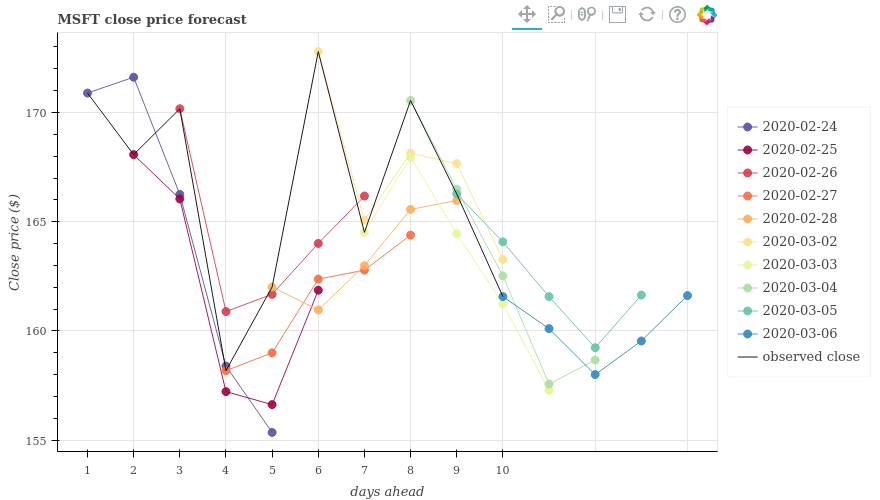 MSFT close price forecast
Close price ($)
170
165
160
155
1 2 3 4 5 6 7 8 9 10
days ahead
2020-02-24
2020-02-25
2020-02-26
2020-02-27
2020-02-28
2020-03-02
2020-03-03
2020-03-04
2020-03-05
2020-03-06
observed close